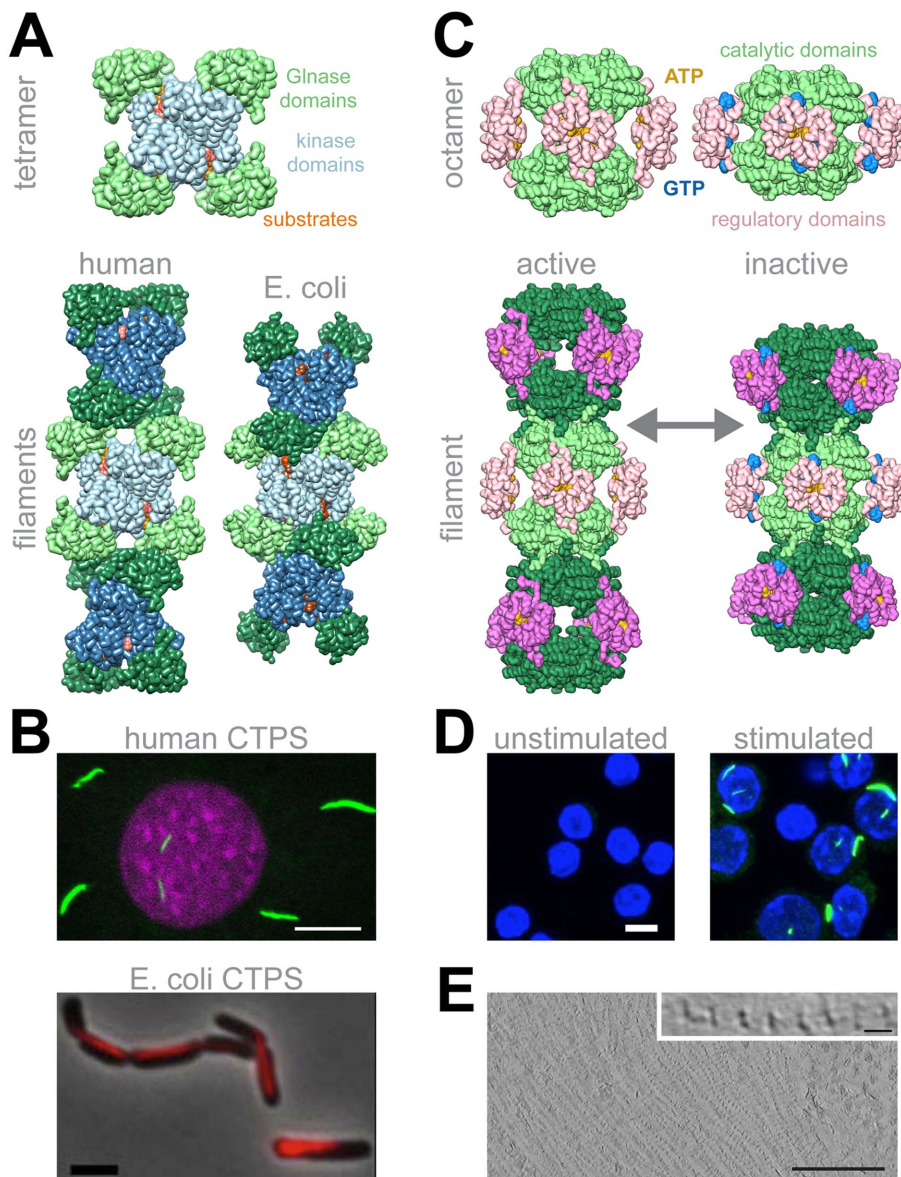 A
tetramer
Glnase
domains
kinase
domains
substrates
human
E. coli
filaments
B
human CTPS
E. coli CTPS
C
octamer
catalytic domains
ATP
GTP
regulatory domains
active
inactive
filament
D
unstimulated
stimulated
E